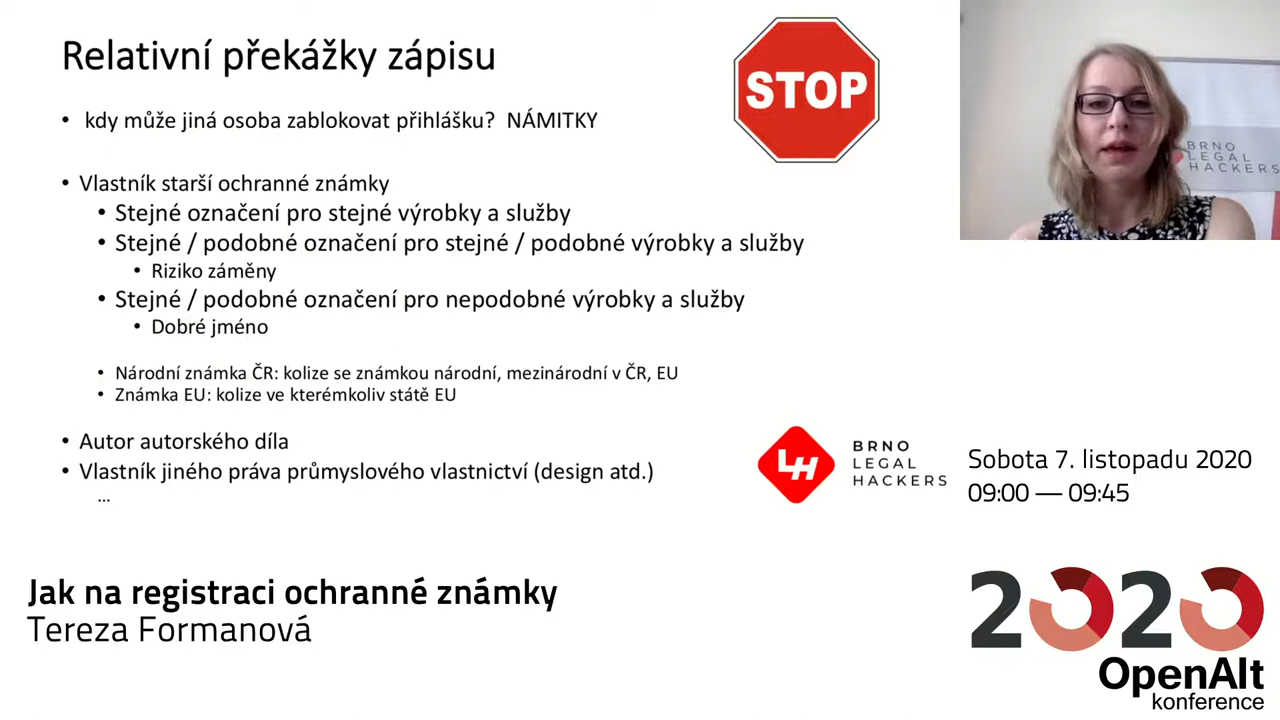 Relativní překážky zápisu
STOP
• kdy může jiná osoba zablokovat přihlášku? NÁMITKY
• Vlastník starší ochranné známky
• Stejné označení pro stejné výrobky a služby
• Stejné / podobné označení pro stejné / podobné výrobky a služby
• Riziko záměny
• Stejné / podobné označení pro nepodobné výrobky a služby
• Dobré jméno
• Národní známka ČR: kolize se známkou národní, mezinárodní v ČR, EU
• Známka EU: kolize ve kterémkoliv státě EU
• Autor autorského díla
• Vlastník jiného práva průmyslového vlastnictví (design atd.)
...
BRNO
LEGAL
HACKERS
LH
BRNO
LEGAL
HACKERS
Sobota 7. listopadu 2020
09:00 — 09:45
Jak na registraci ochranné známky
Tereza Formanová
2020
OpenAlt
konference